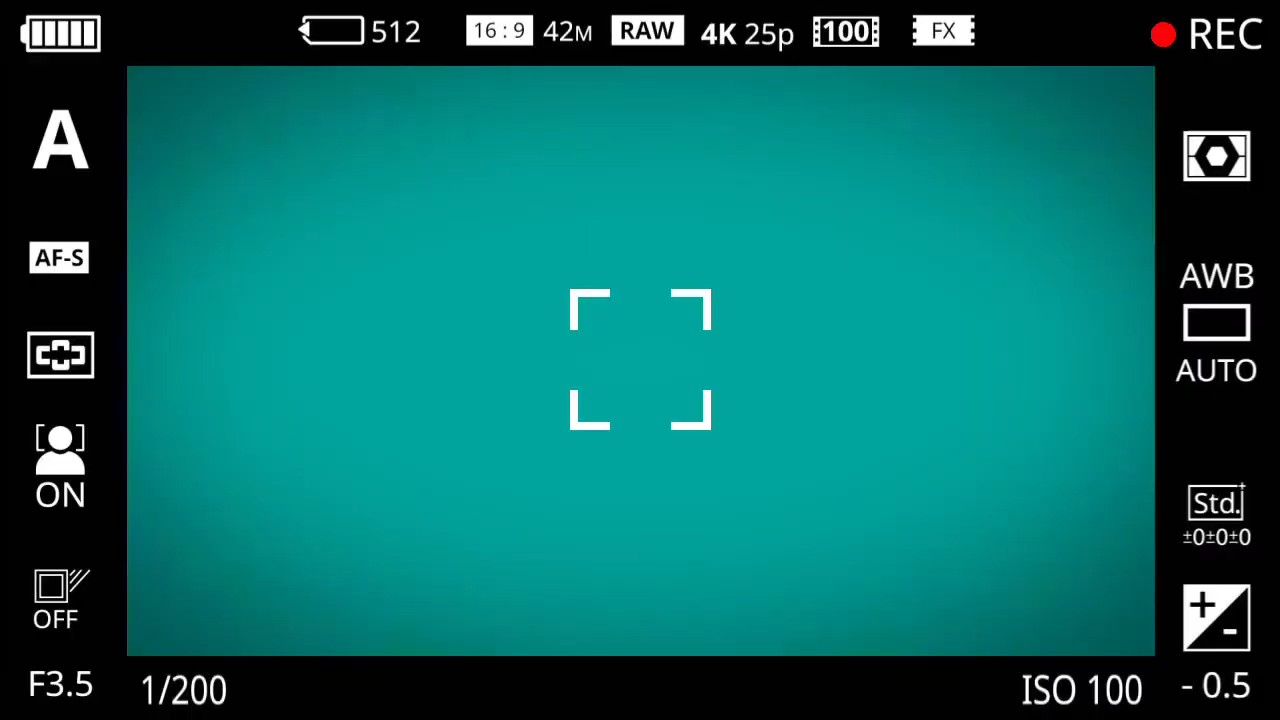 512 16 : 9 42M RAW 4K 25p 100 FX REC
A
AF-S
AWB
AUTO
ON
Std.
±0±0±0
OFF
F3.5 1/200 ISO 100 - 0.5